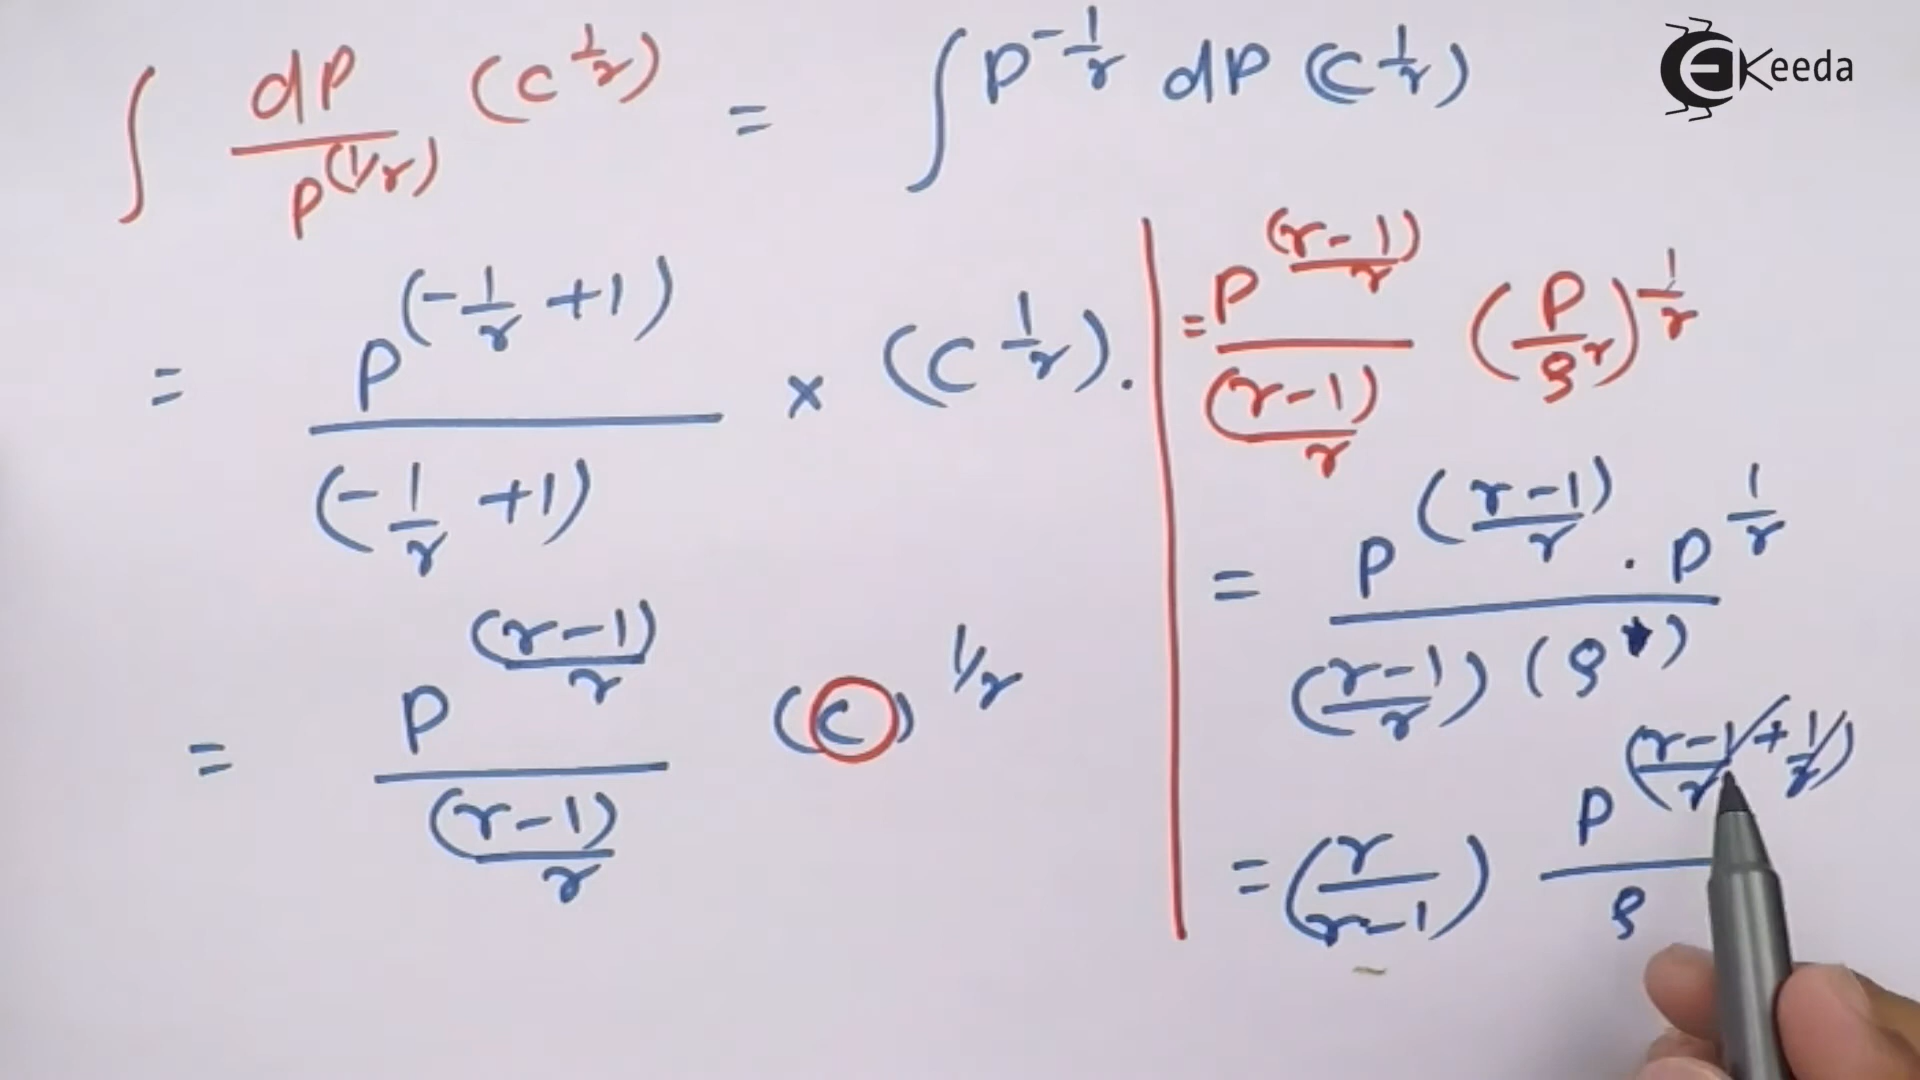 EKeeda
∫ dP / P^(1/γ) (C^(1/γ)) = ∫ P^(-1/γ) dP (C^(1/γ))
= P^(-1/γ +1) / (-1/γ +1) × (C^(1/γ)).
= P^((γ-1)/γ) / ((γ-1)/γ) (C)^(1/γ)
= P^((γ-1)/γ) / ((γ-1)/γ) (P/ρ^γ)^(1/γ)
= P^((γ-1)/γ) . P^(1/γ) / ((γ-1)/γ) (ρ)
= (γ/(γ-1)) P^((γ-1)/γ + 1/γ) / ρ